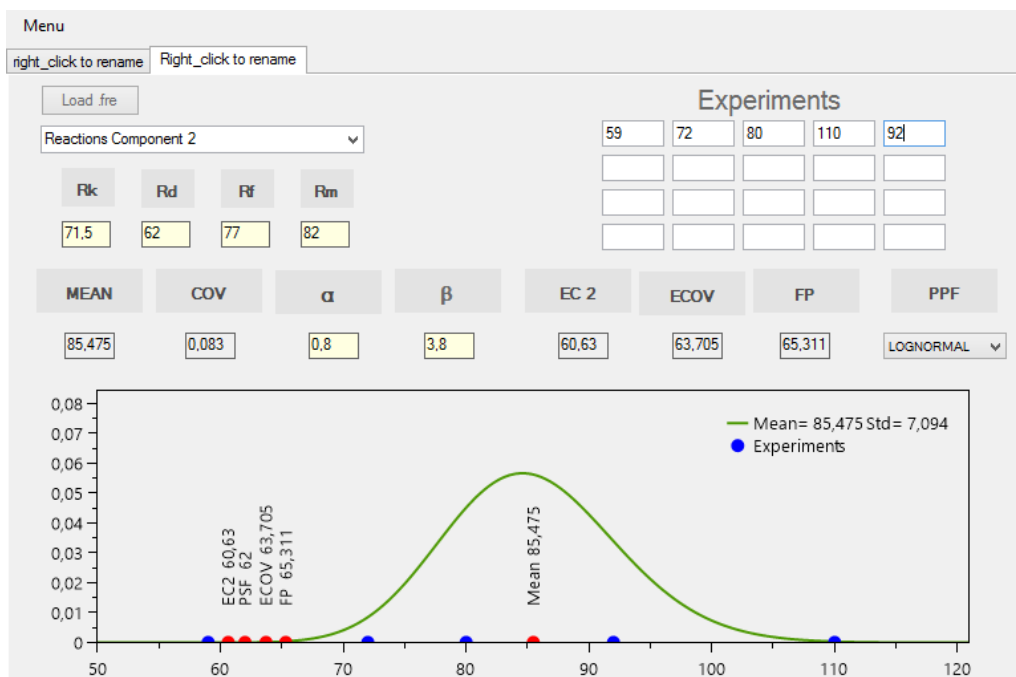 Menu
right_click to rename
Right_click to rename
Load .fre
Experiments
Reactions Component 2
59 72 80 110 92
Rk Rd Rf Rm
71,5 62 77 82
MEAN COV α β EC 2 ECOV FP PPF
85,475 0,083 0,8 3,8 60,63 63,705 65,311 LOGNORMAL
0,08
0,07
0,06
0,05
0,04
0,03
0,02
0,01
0
Mean= 85,475 Std= 7,094
Experiments
EC2 60,63
PSF 62
ECOV 63,705
FP 65,311
Mean 85,475
50 60 70 80 90 100 110 120